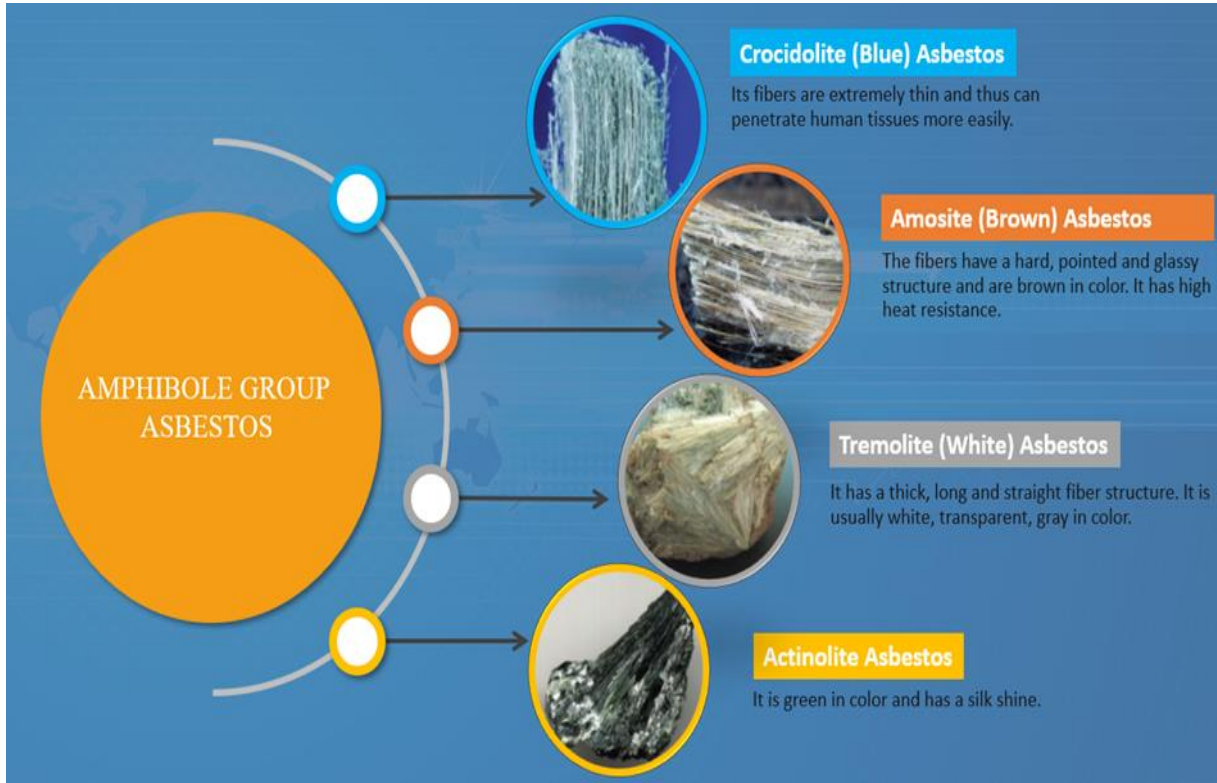 Crocidolite (Blue) Asbestos
Its fibers are extremely thin and thus can
penetrate human tissues more easily.
Amosite (Brown) Asbestos
The fibers have a hard, pointed and glassy
structure and are brown in color. It has high
heat resistance.
AMPHIBOLE GROUP
ASBESTOS
Tremolite (White) Asbestos
It has a thick, long and straight fiber structure. It is
usually white, transparent, gray in color.
Actinolite Asbestos
It is green in color and has a silk shine.